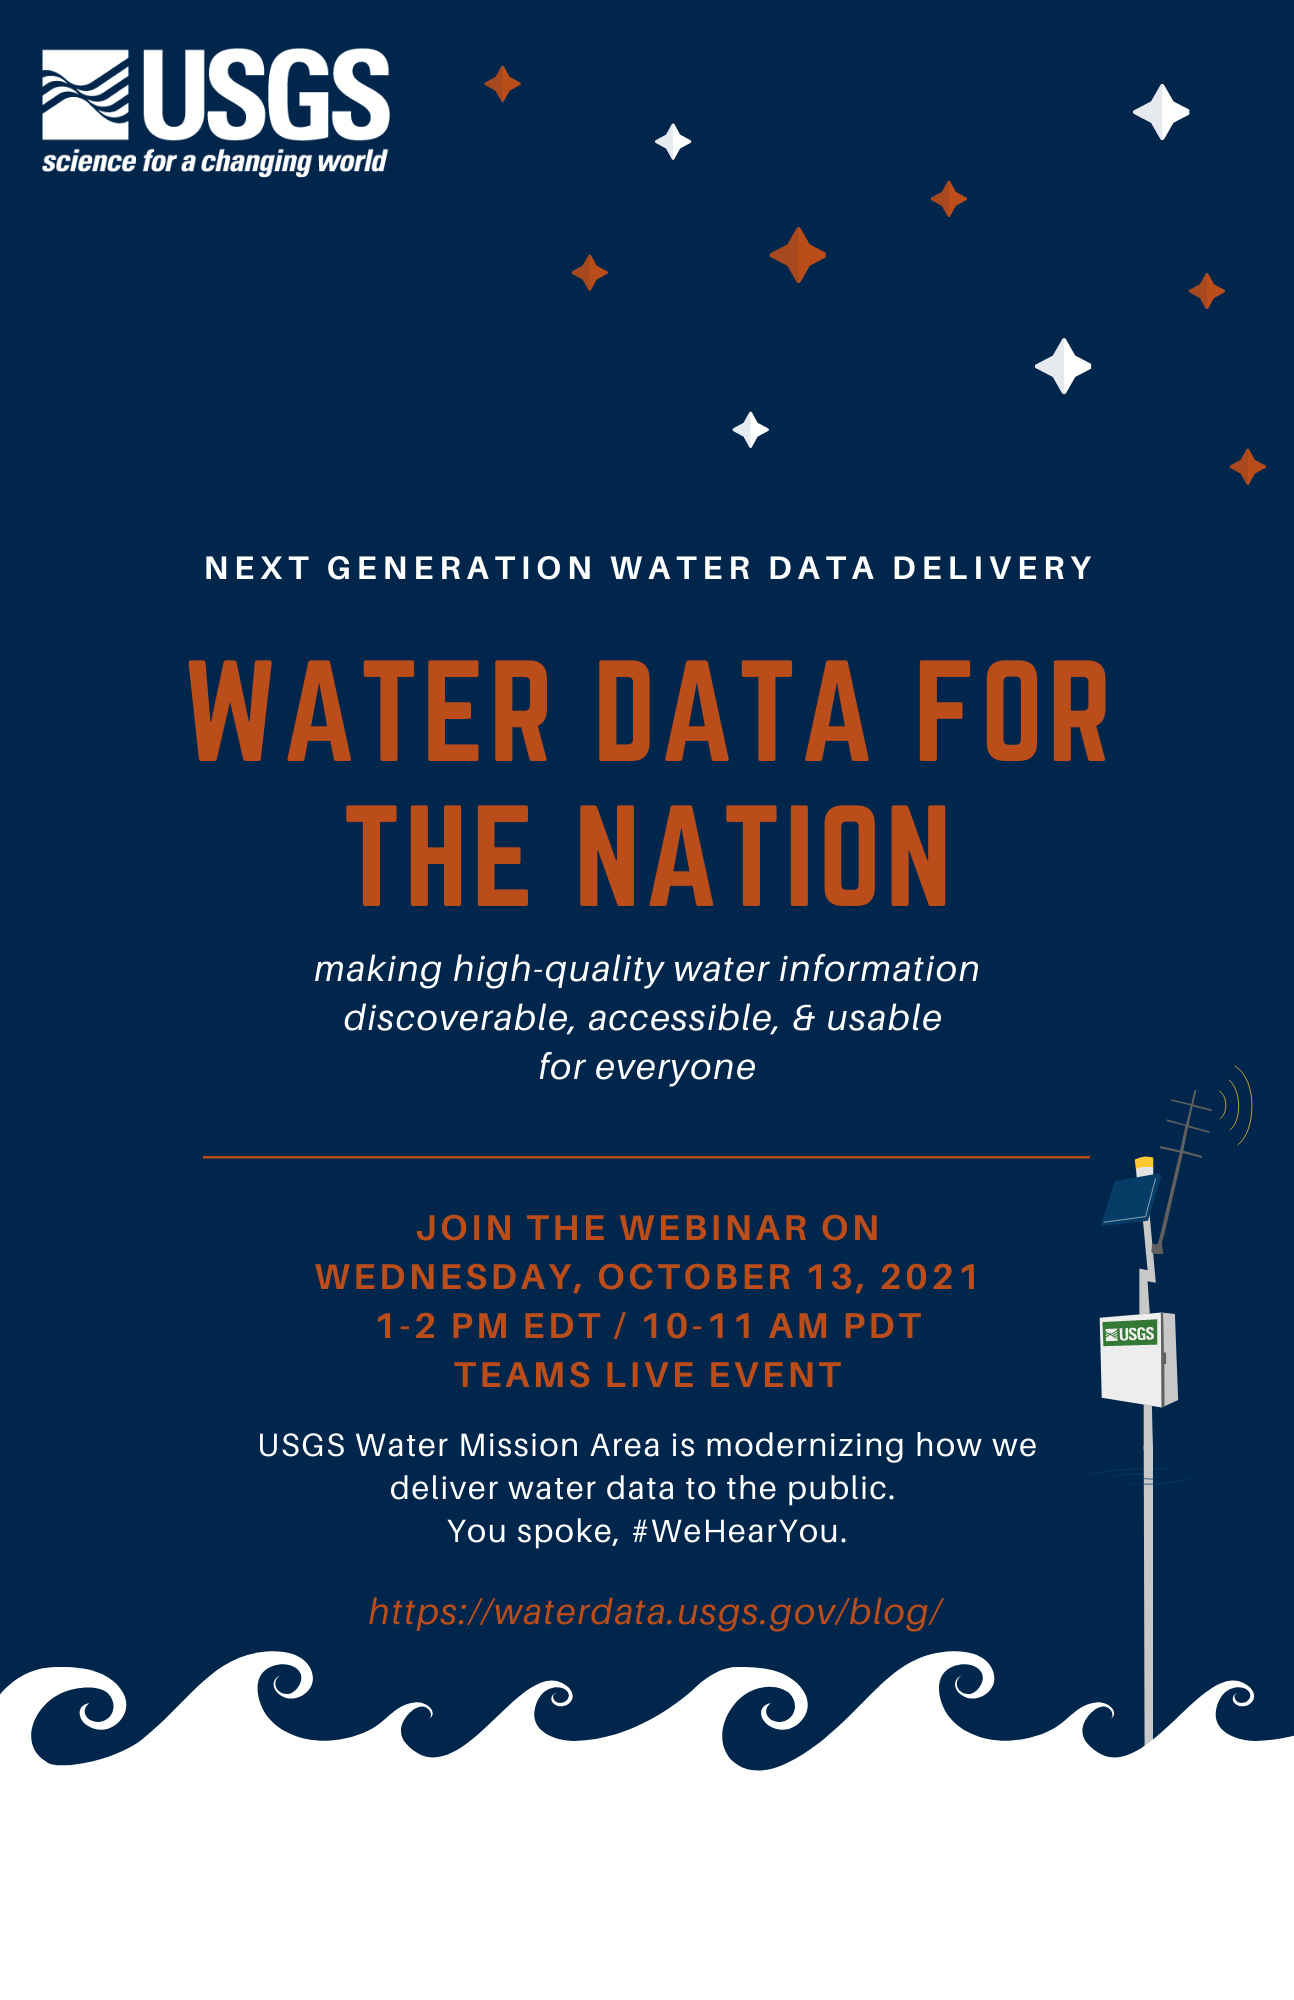 USGS
science for a changing world
NEXT GENERATION WATER DATA DELIVERY
WATER DATA FOR
THE NATION
making high-quality water information
discoverable, accessible, & usable
for everyone
JOIN THE WEBINAR ON
WEDNESDAY, OCTOBER 13, 2021
1-2 PM EDT / 10-11 AM PDT
TEAMS LIVE EVENT
USGS
USGS Water Mission Area is modernizing how we
deliver water data to the public.
You spoke, #WeHearYou.
https://waterdata.usgs.gov/blog/